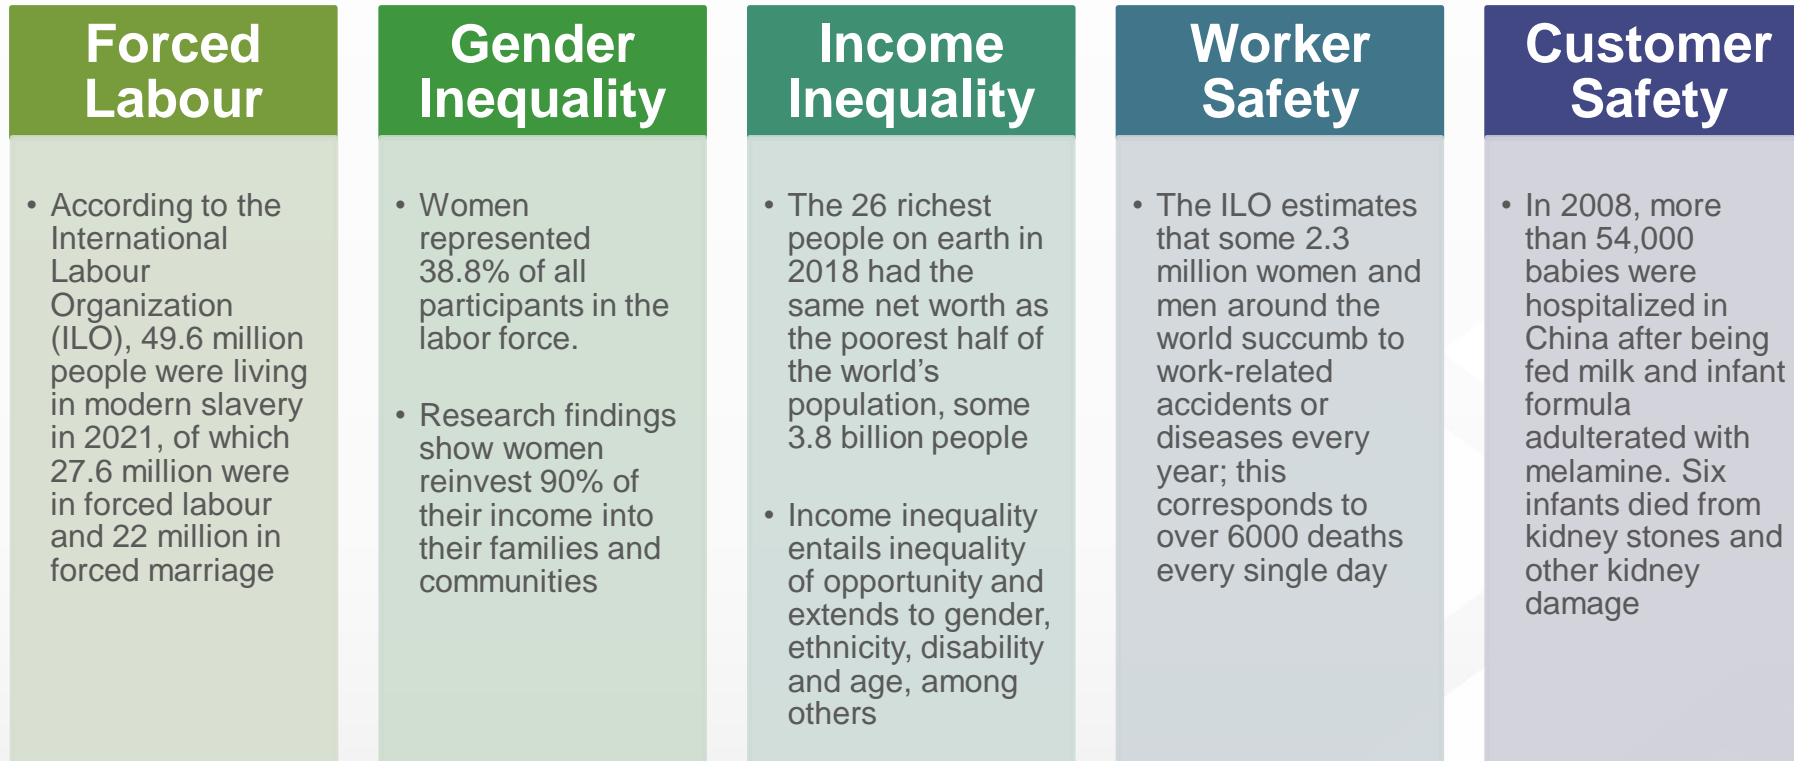 Forced
Labour
• According to the
International
Labour
Organization
(ILO), 49.6 million
people were living
in modern slavery
in 2021, of which
27.6 million were
in forced labour
and 22 million in
forced marriage
Gender
Inequality
• Women
represented
38.8% of all
participants in the
labor force.
• Research findings
show women
reinvest 90% of
their income into
their families and
communities
Income
Inequality
• The 26 richest
people on earth in
2018 had the
same net worth as
the poorest half of
the world’s
population, some
3.8 billion people
• Income inequality
entails inequality
of opportunity and
extends to gender,
ethnicity, disability
and age, among
others
Worker
Safety
• The ILO estimates
that some 2.3
million women and
men around the
world succumb to
work-related
accidents or
diseases every
year; this
corresponds to
over 6000 deaths
every single day
Customer
Safety
• In 2008, more
than 54,000
babies were
hospitalized in
China after being
fed milk and infant
formula
adulterated with
melamine. Six
infants died from
kidney stones and
other kidney
damage